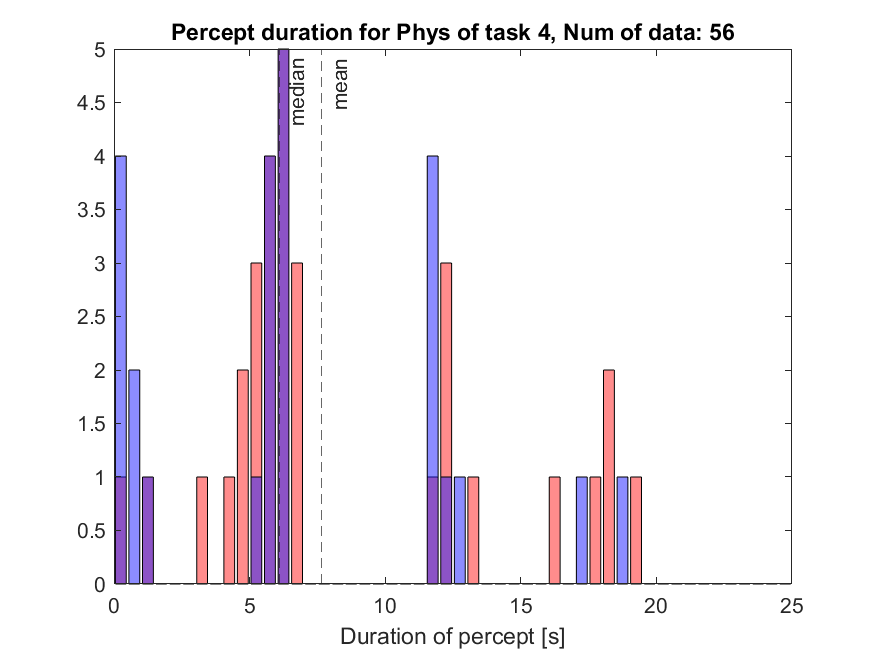 Percept duration for Phys of task 4, Num of data: 56
5
4.5
4
3.5
3
2.5
2
1.5
1
0.5
0
median
mean
0 5 10 15 20 25
Duration of percept [s]